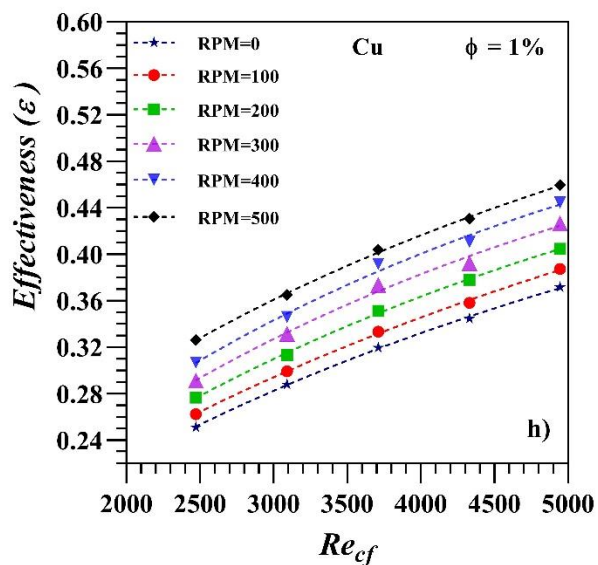 0.60
0.56
0.52
0.48
0.44
0.40
0.36
0.32
0.28
0.24
Effectiveness (ε)
RPM=0
RPM=100
RPM=200
RPM=300
RPM=400
RPM=500
Cu ϕ = 1%
h)
2000 2500 3000 3500 4000 4500 5000
Re_cf